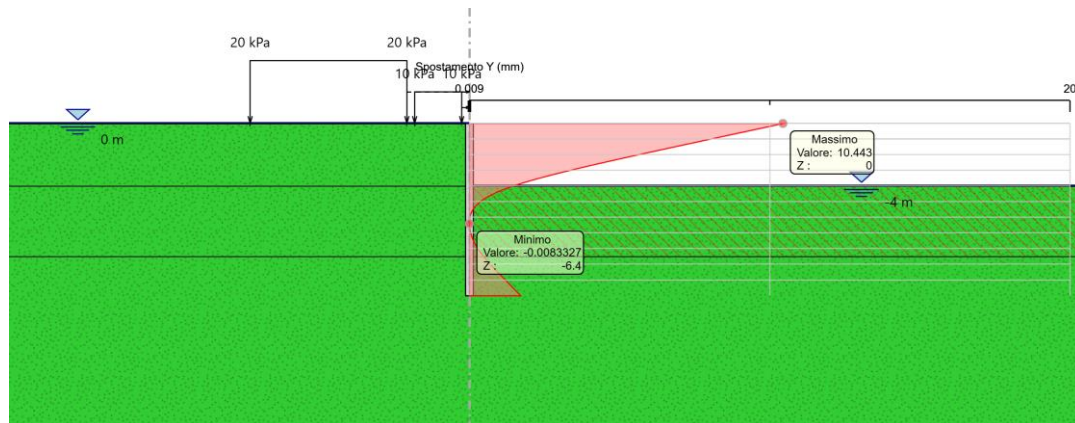 20 kPa
20 kPa
Spostamento Y (mm)
10 kPa
10 kPa
0.009
20
0 m
Massimo
Valore: 10.443
Z : 0
-4 m
Minimo
Valore: -0.0083327
Z : -6.4